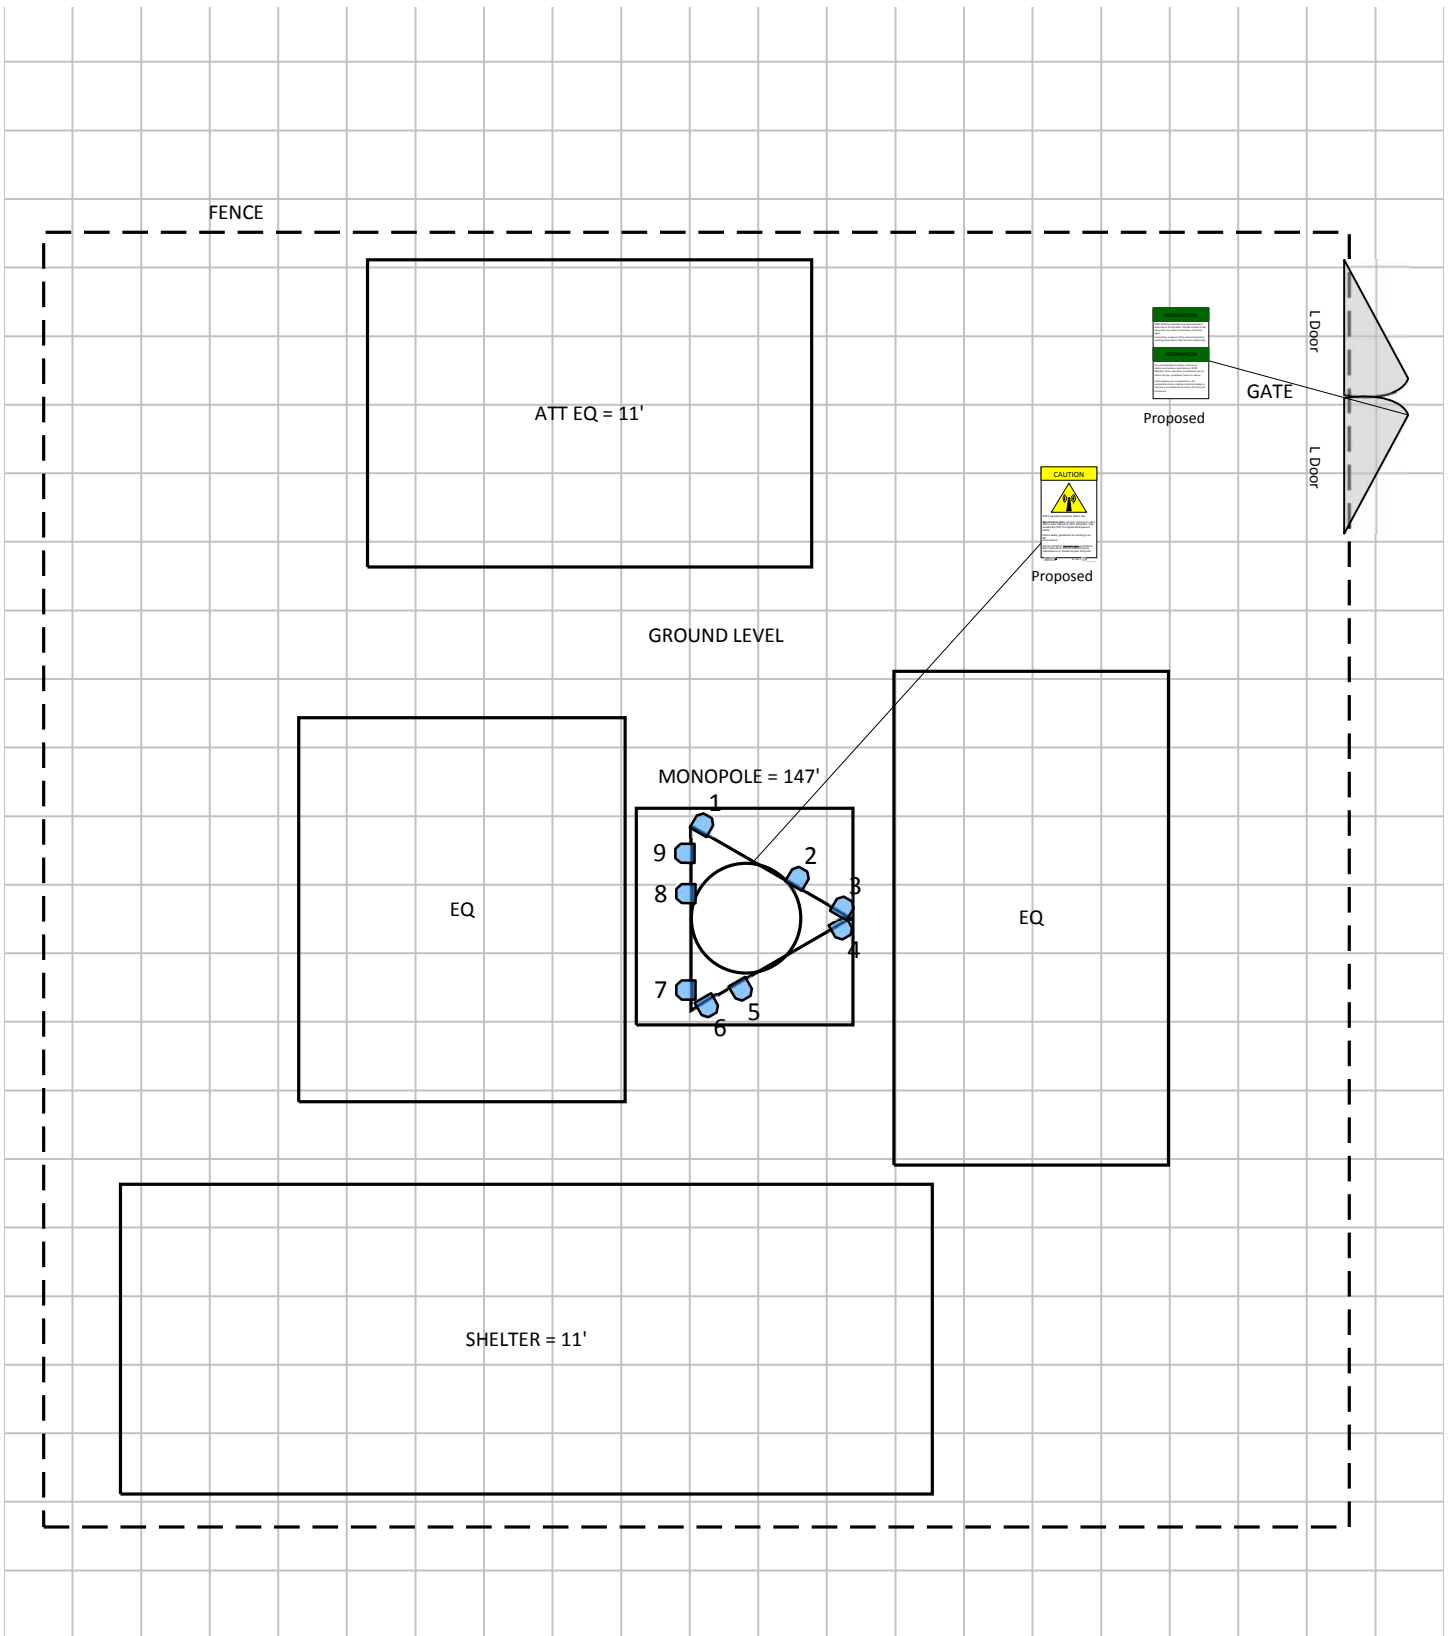 FENCE
INFORMATION
INFORMACION
L Door
GATE
ATT EQ = 11'
Proposed
L Door
CAUTION
Proposed
GROUND LEVEL
MONOPOLE = 147'
1
9
2
8
3
EQ
EQ
4
7
5
6
SHELTER = 11'